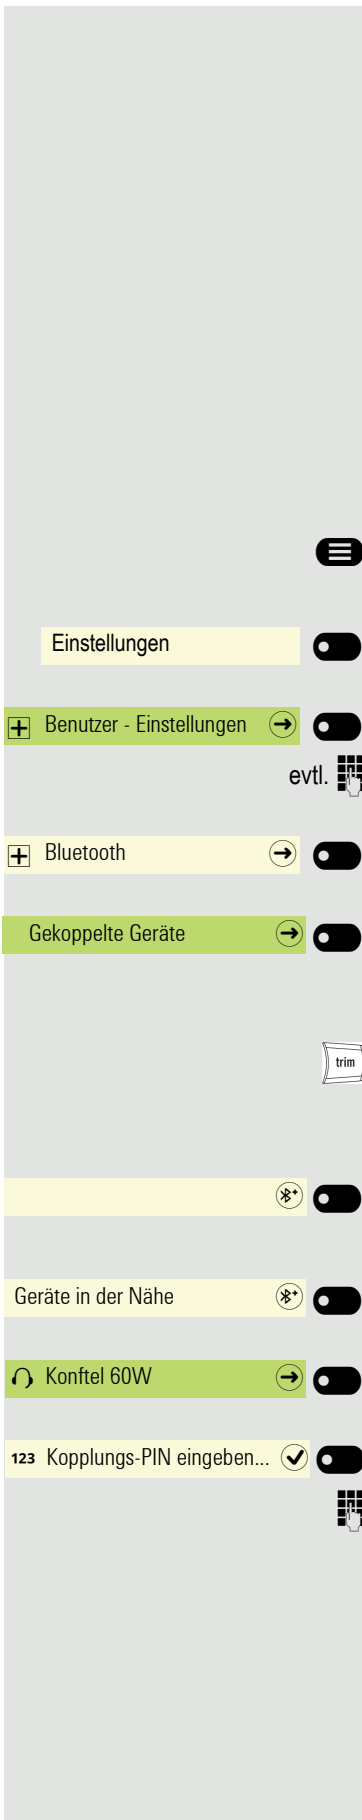 Einstellungen
Benutzer - Einstellungen
evtl.
Bluetooth
Gekoppelte Geräte
trim
Geräte in der Nähe
Konftel 60W
123 Kopplungs-PIN eingeben...